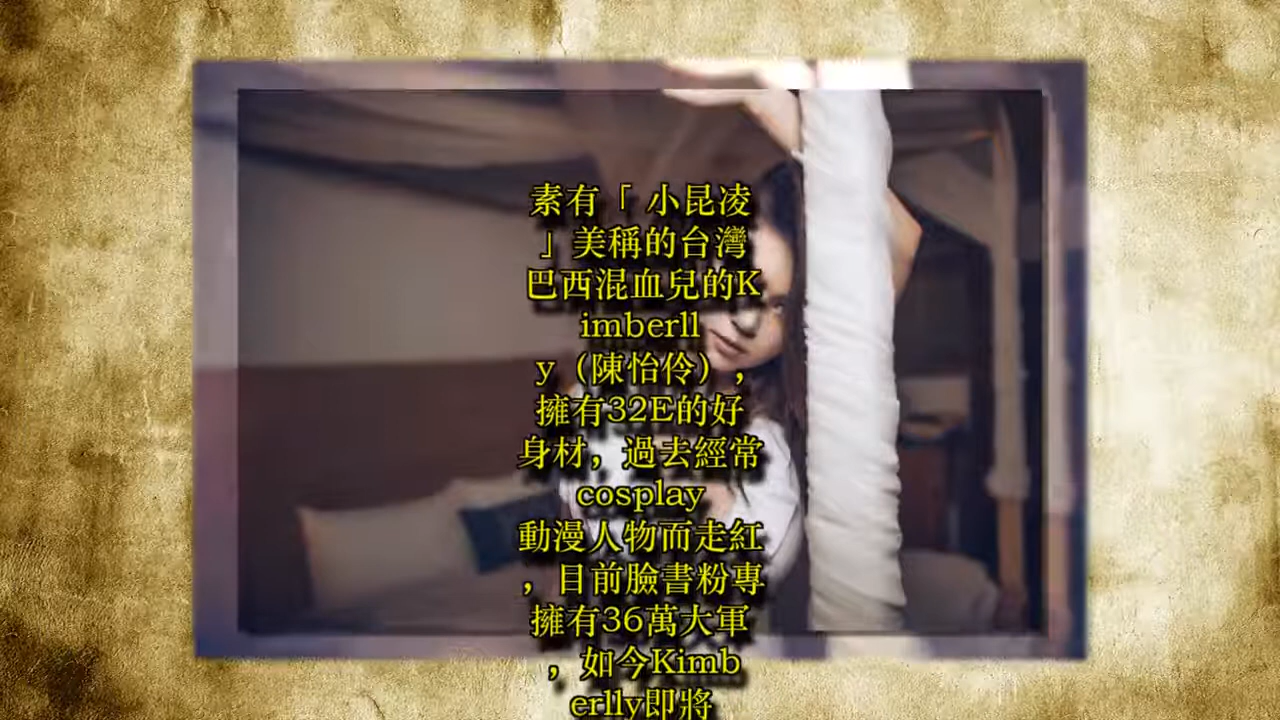 素有「 小昆凌
」美稱的台灣
巴西混血兒的K
imberll
y（陳怡伶），
擁有32E的好
身材，過去經常
cosplay
動漫人物而走紅
，目前臉書粉專
擁有36萬大軍
，如今Kimb
erlly即將